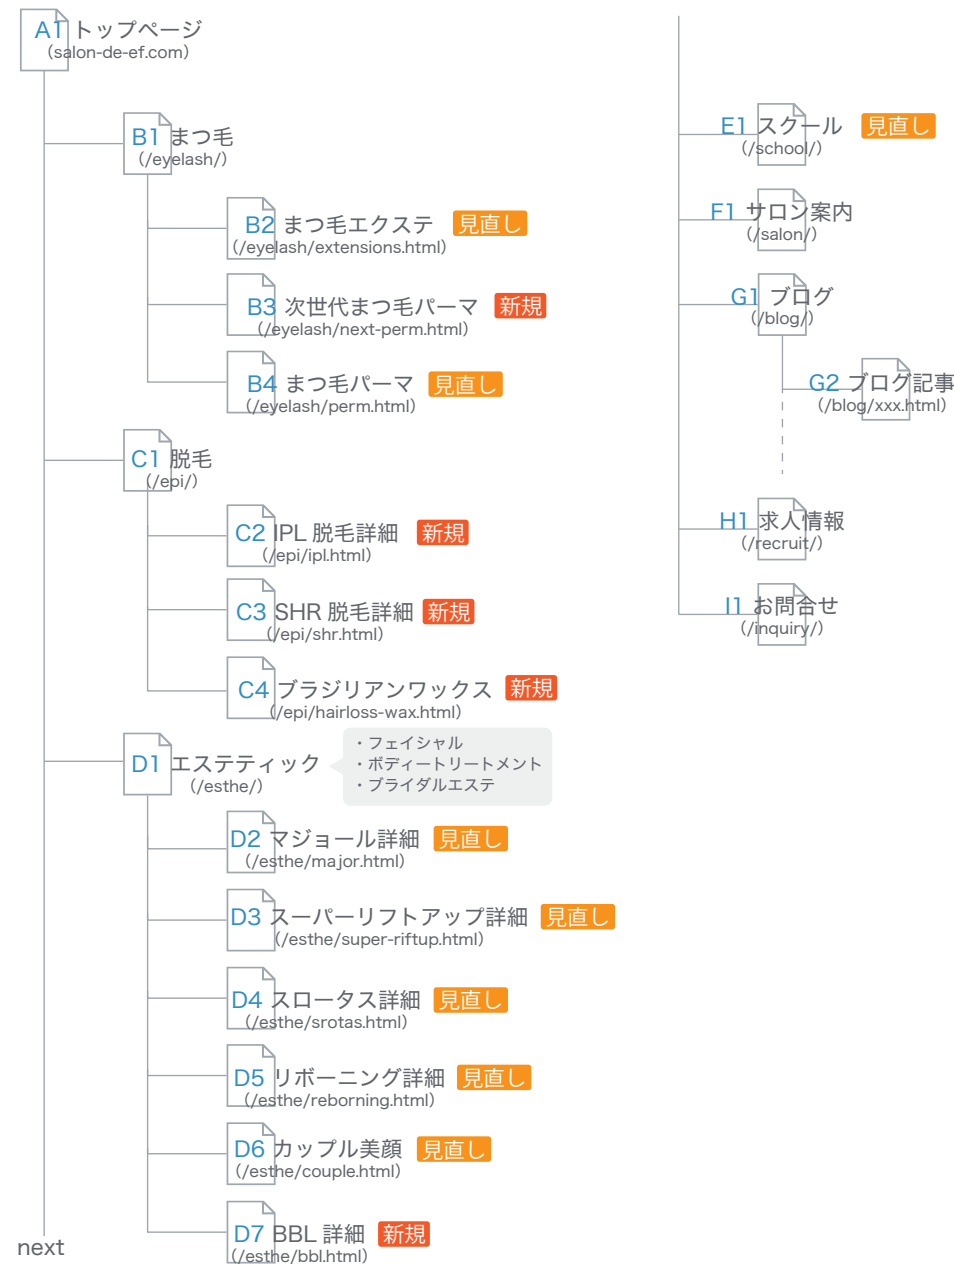 A1 トップページ
（salon-de-ef.com）
B1 まつ毛
（/eyelash/）
B2 まつ毛エクステ 見直し
（/eyelash/extensions.html）
B3 次世代まつ毛パーマ 新規
（/eyelash/next-perm.html）
B4 まつ毛パーマ 見直し
（/eyelash/perm.html）
C1 脱毛
（/epi/）
C2 IPL 脱毛詳細 新規
（/epi/ipl.html）
C3 SHR 脱毛詳細 新規
（/epi/shr.html）
C4 ブラジリアンワックス 新規
（/epi/hairloss-wax.html）
D1 エステティック
（/esthe/）
・フェイシャル
・ボディートリートメント
・ブライダルエステ
D2 マジョール詳細 見直し
（/esthe/major.html）
D3 スーパーリフトアップ詳細 見直し
（/esthe/super-riftup.html）
D4 スロータス詳細 見直し
（/esthe/srotas.html）
D5 リボーニング詳細 見直し
（/esthe/reborning.html）
D6 カップル美顔 見直し
（/esthe/couple.html）
D7 BBL 詳細 新規
（/esthe/bbl.html）
next
E1 スクール 見直し
（/school/）
F1 サロン案内
（/salon/）
G1 ブログ
（/blog/）
G2 ブログ記事
（/blog/xxx.html）
H1 求人情報
（/recruit/）
I1 お問合せ
（/inquiry/）